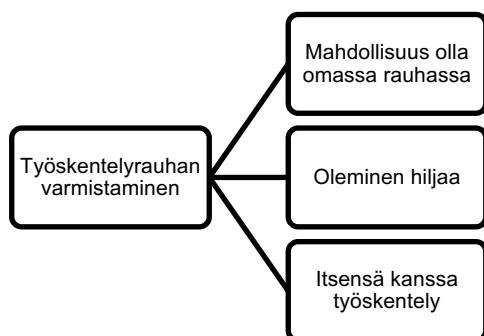 Työskentelyrauhan
varmistaminen
Mahdollisuus olla
omassa rauhassa
Oleminen hiljaa
Itsensä kanssa
työskentely